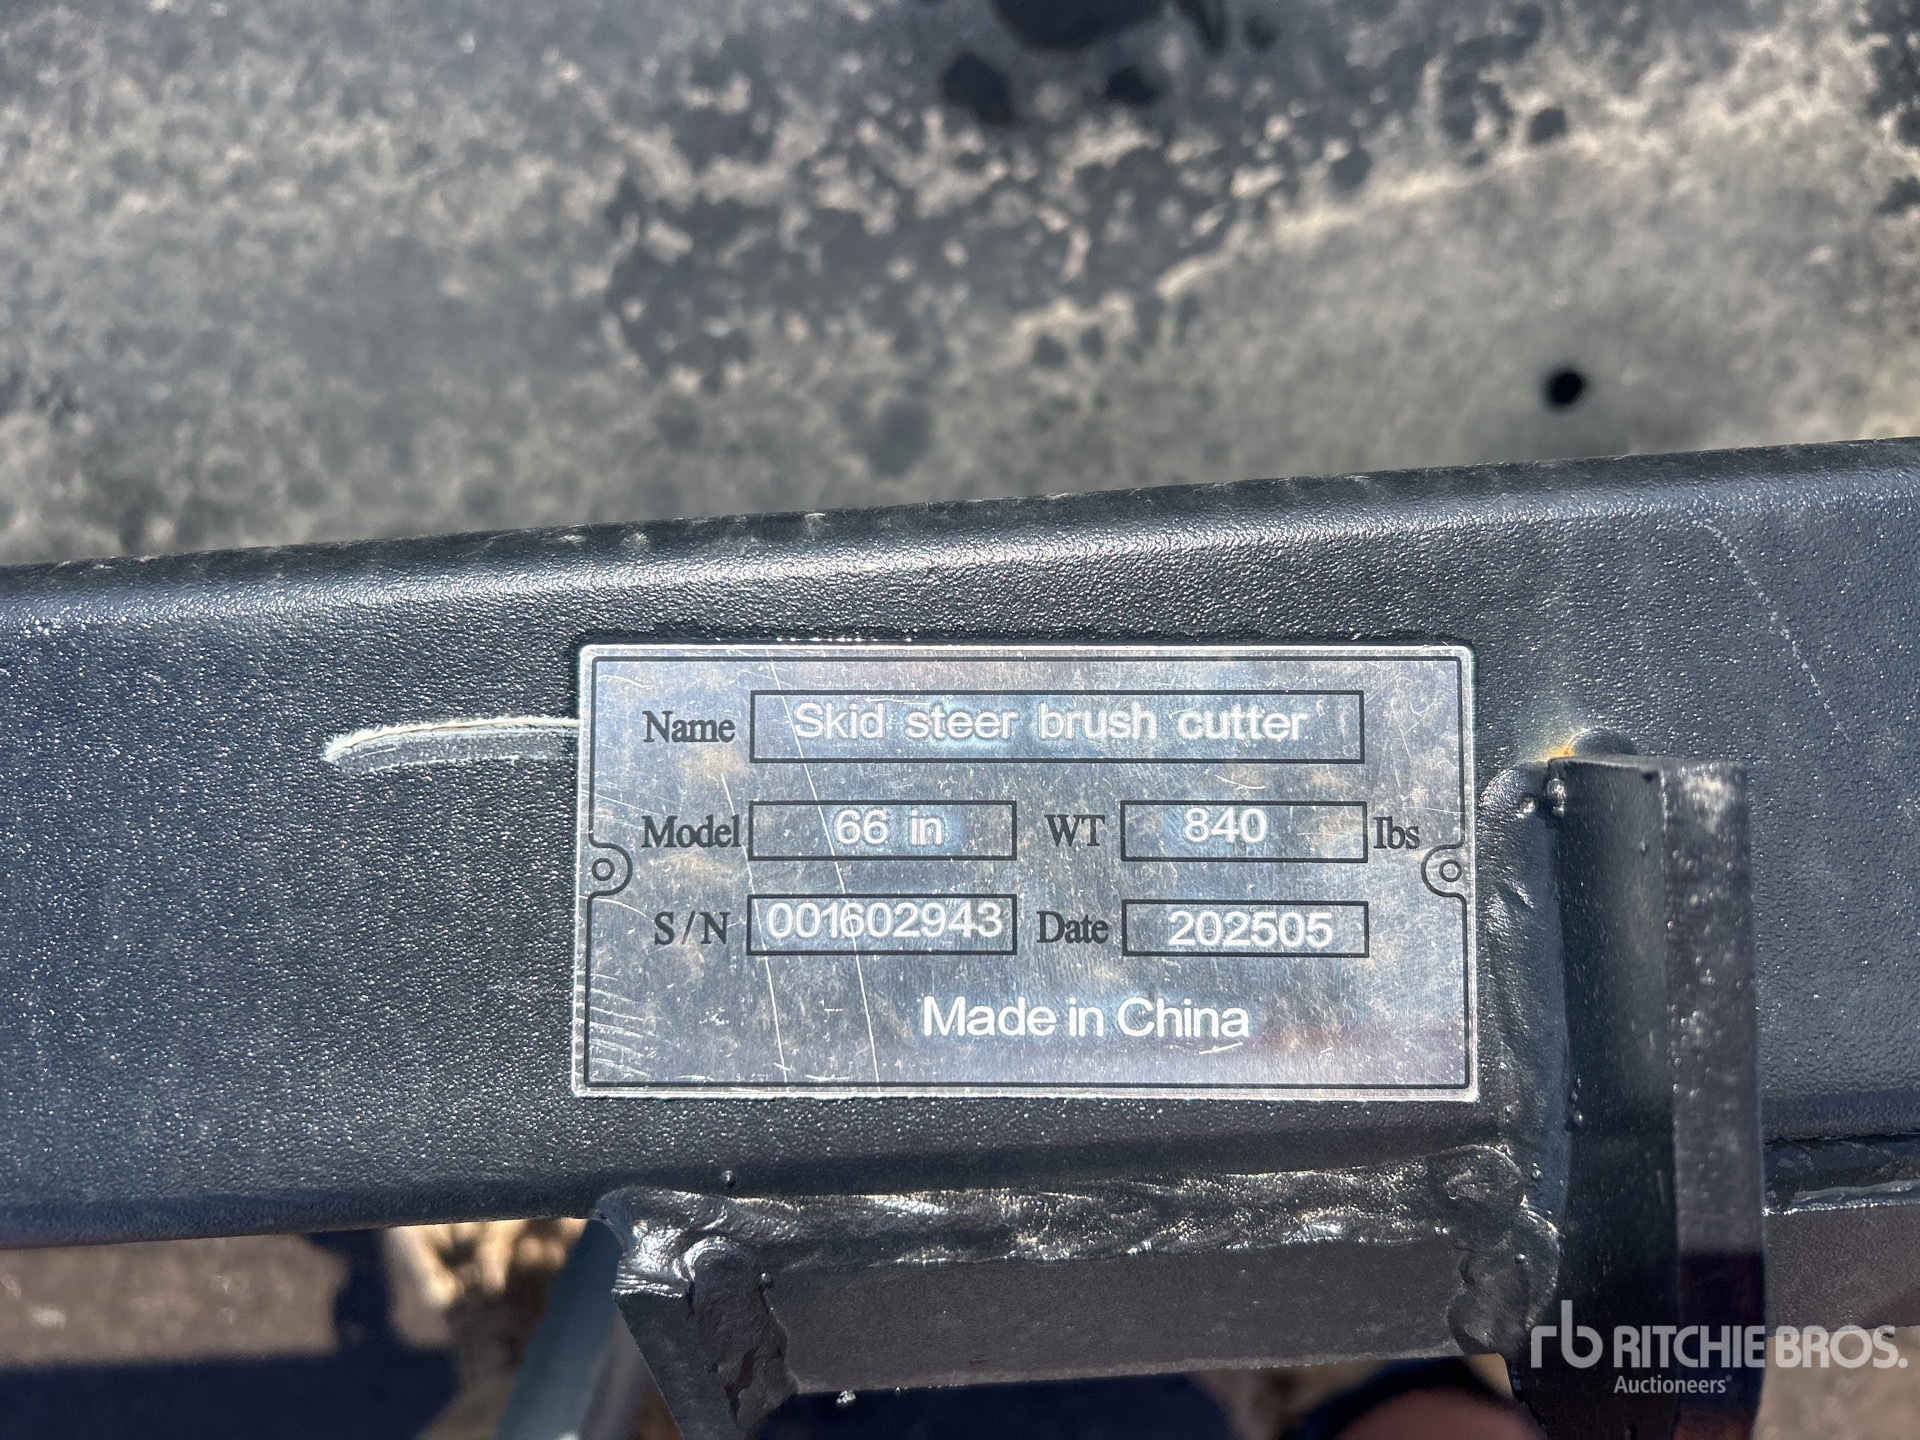 Name Skid steer brush cutter
Model 66 in WT 840 lbs
S/N 001602943 Date 202505
Made in China
rb RITCHIE BROS.
Auctioneers®